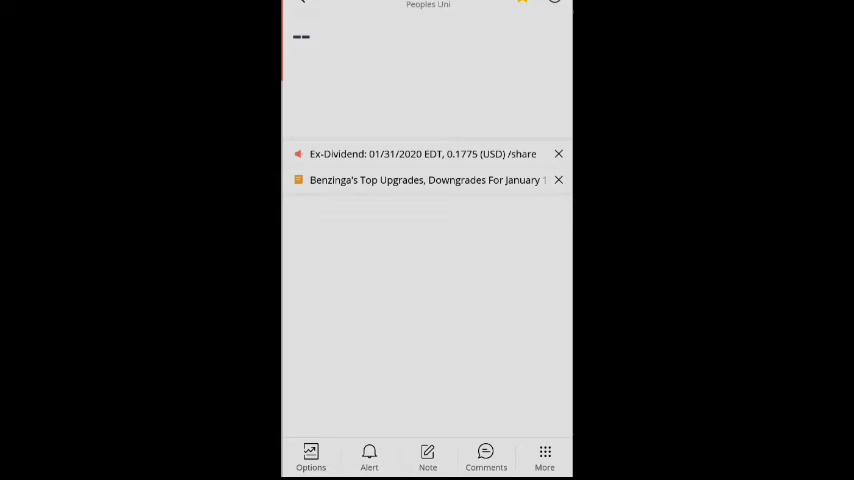 Peoples Uni
--
Ex-Dividend: 01/31/2020 EDT, 0.1775 (USD) /share
Benzinga's Top Upgrades, Downgrades For January 1
Options
Alert
Note
Comments
More